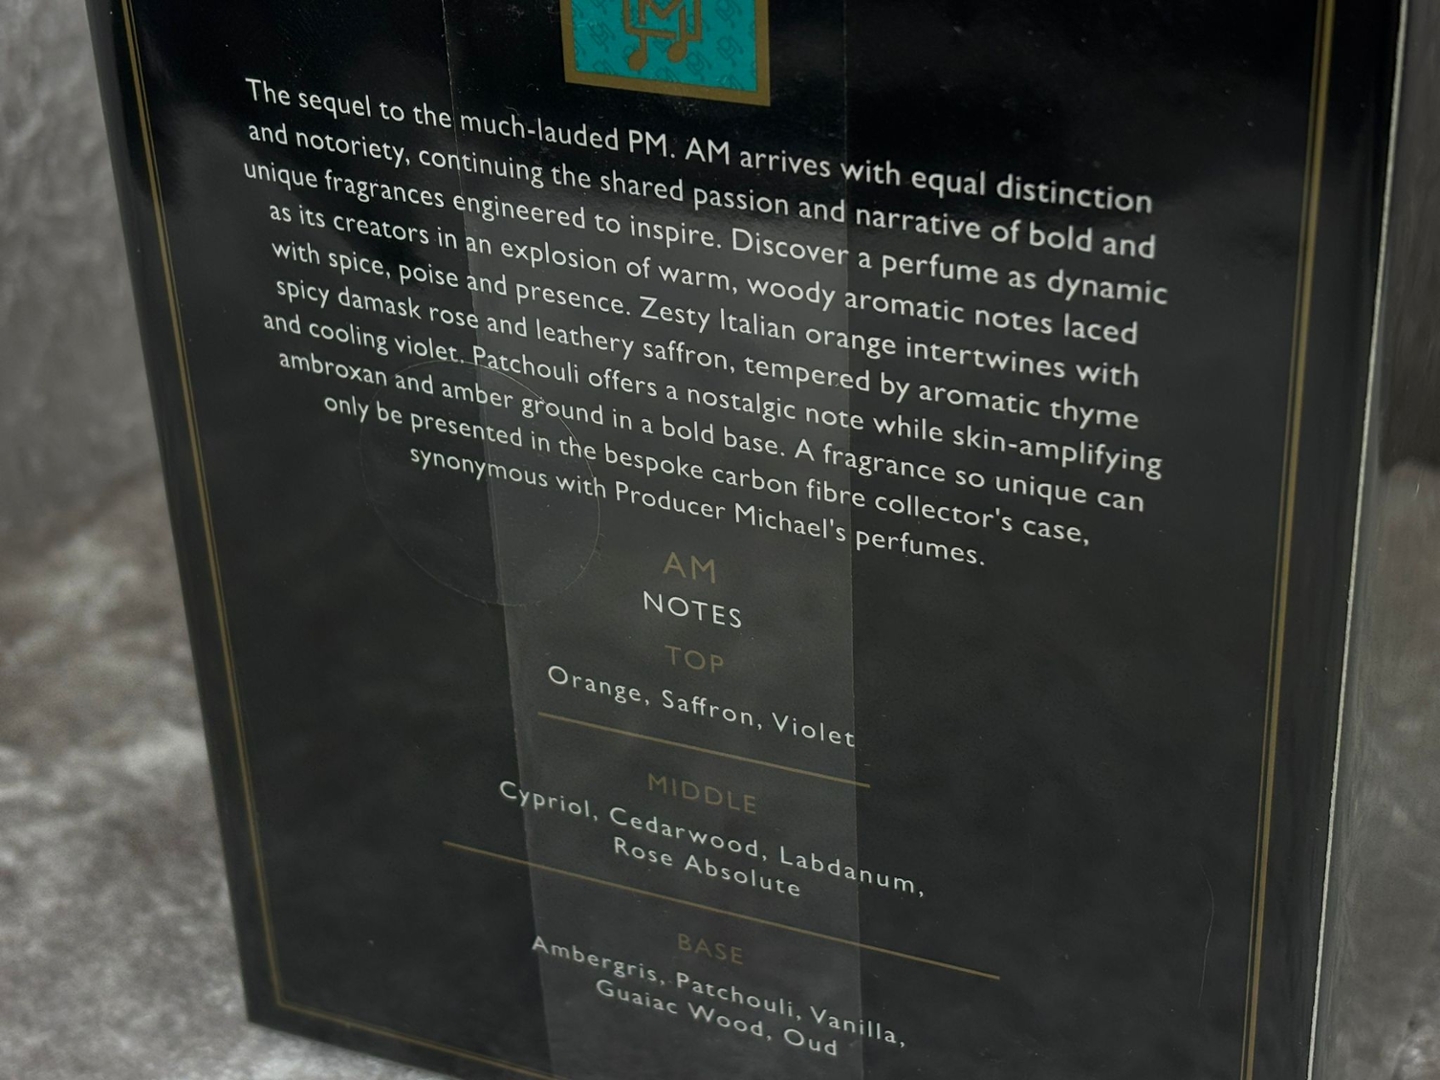 The sequel to the much-lauded PM. AM arrives with equal distinction
and notoriety, continuing the shared passion and narrative of bold and
unique fragrances engineered to inspire. Discover a perfume as dynamic
as its creators in an explosion of warm, woody aromatic notes laced
with spice, poise and presence. Zesty Italian orange intertwines with
spicy damask rose and leathery saffron, tempered by aromatic thyme
and cooling violet. Patchouli offers a nostalgic note while skin-amplifying
ambroxan and amber ground in a bold base. A fragrance so unique can
only be presented in the bespoke carbon fibre collector's case,
synonymous with Producer Michael's perfumes.
AM
NOTES
TOP
Orange, Saffron, Violet
MIDDLE
Cypriol, Cedarwood, Labdanum,
Rose Absolute
BASE
Ambergris, Patchouli, Vanilla,
Guaiac Wood, Oud